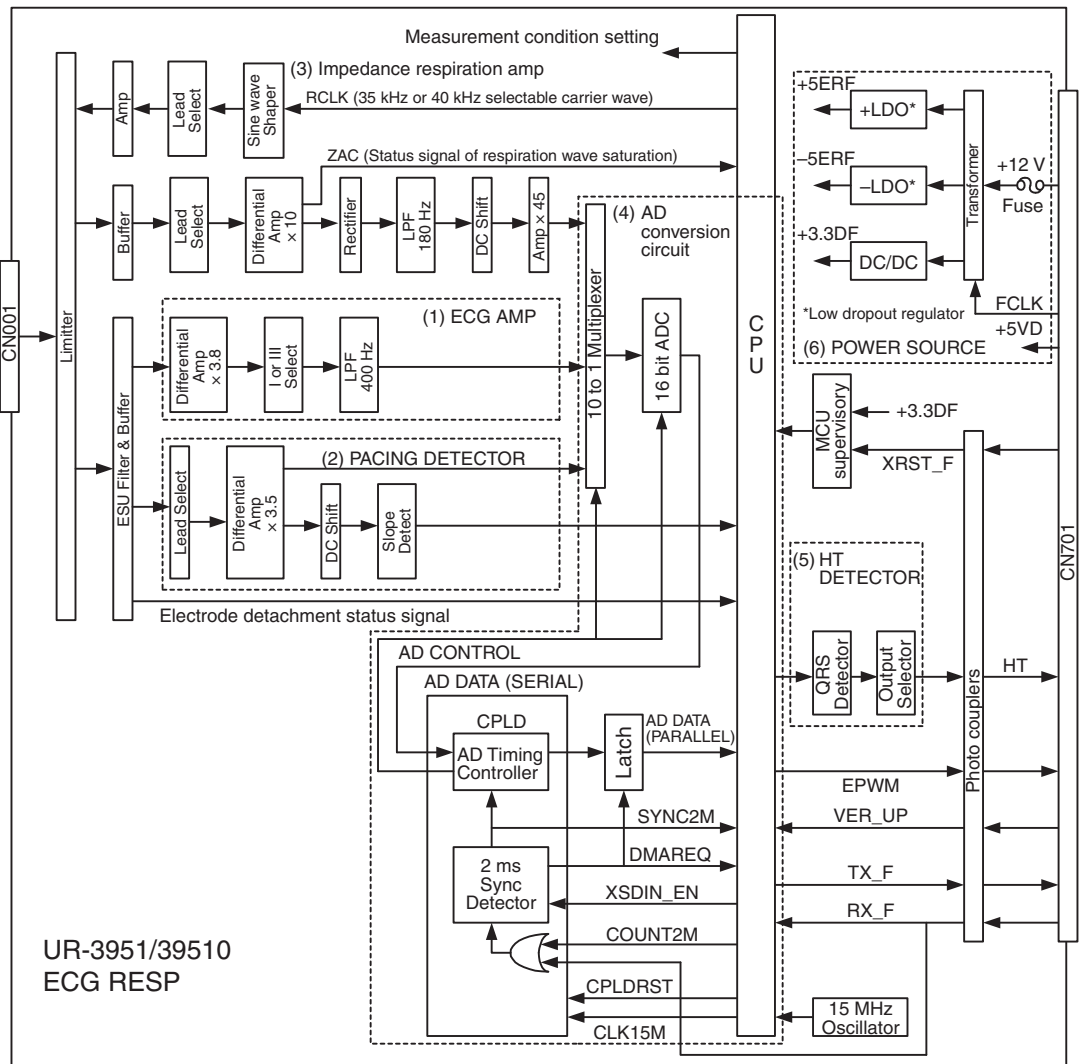 Measurement condition setting
(3) Impedance respiration amp
RCLK (35 kHz or 40 kHz selectable carrier wave)
Amp
Lead
Select
Sine wave
Shaper
ZAC (Status signal of respiration wave saturation)
Buffer
Lead
Select
Differential
Amp
× 10
Rectifier
LPF
180 Hz
DC Shift
Amp × 45
(4) AD
conversion
circuit
CN001
Limitter
ESU Filter & Buffer
(1) ECG AMP
Differential
Amp
× 3.8
I or III
Select
LPF
400 Hz
10 to 1 Multiplexer
16 bit ADC
(2) PACING DETECTOR
Lead Select
Differential
Amp
× 3.5
DC Shift
Slope
Detect
Electrode detachment status signal
AD CONTROL
AD DATA (SERIAL)
CPLD
AD Timing
Controller
Latch
AD DATA
(PARALLEL)
SYNC2M
DMAREQ
2 ms
Sync
Detector
XSDIN_EN
COUNT2M
CPLDRST
CLK15M
CPU
+5ERF
+LDO*
–5ERF
–LDO*
+3.3DF
DC/DC
Transformer
+12 V
Fuse
FCLK
*Low dropout regulator
+5VD
(6) POWER SOURCE
MCU
supervisory
+3.3DF
XRST_F
(5) HT
DETECTOR
QRS
Detector
Output
Selector
HT
Photo couplers
CN701
EPWM
VER_UP
TX_F
RX_F
15 MHz
Oscillator
UR-3951/39510
ECG RESP